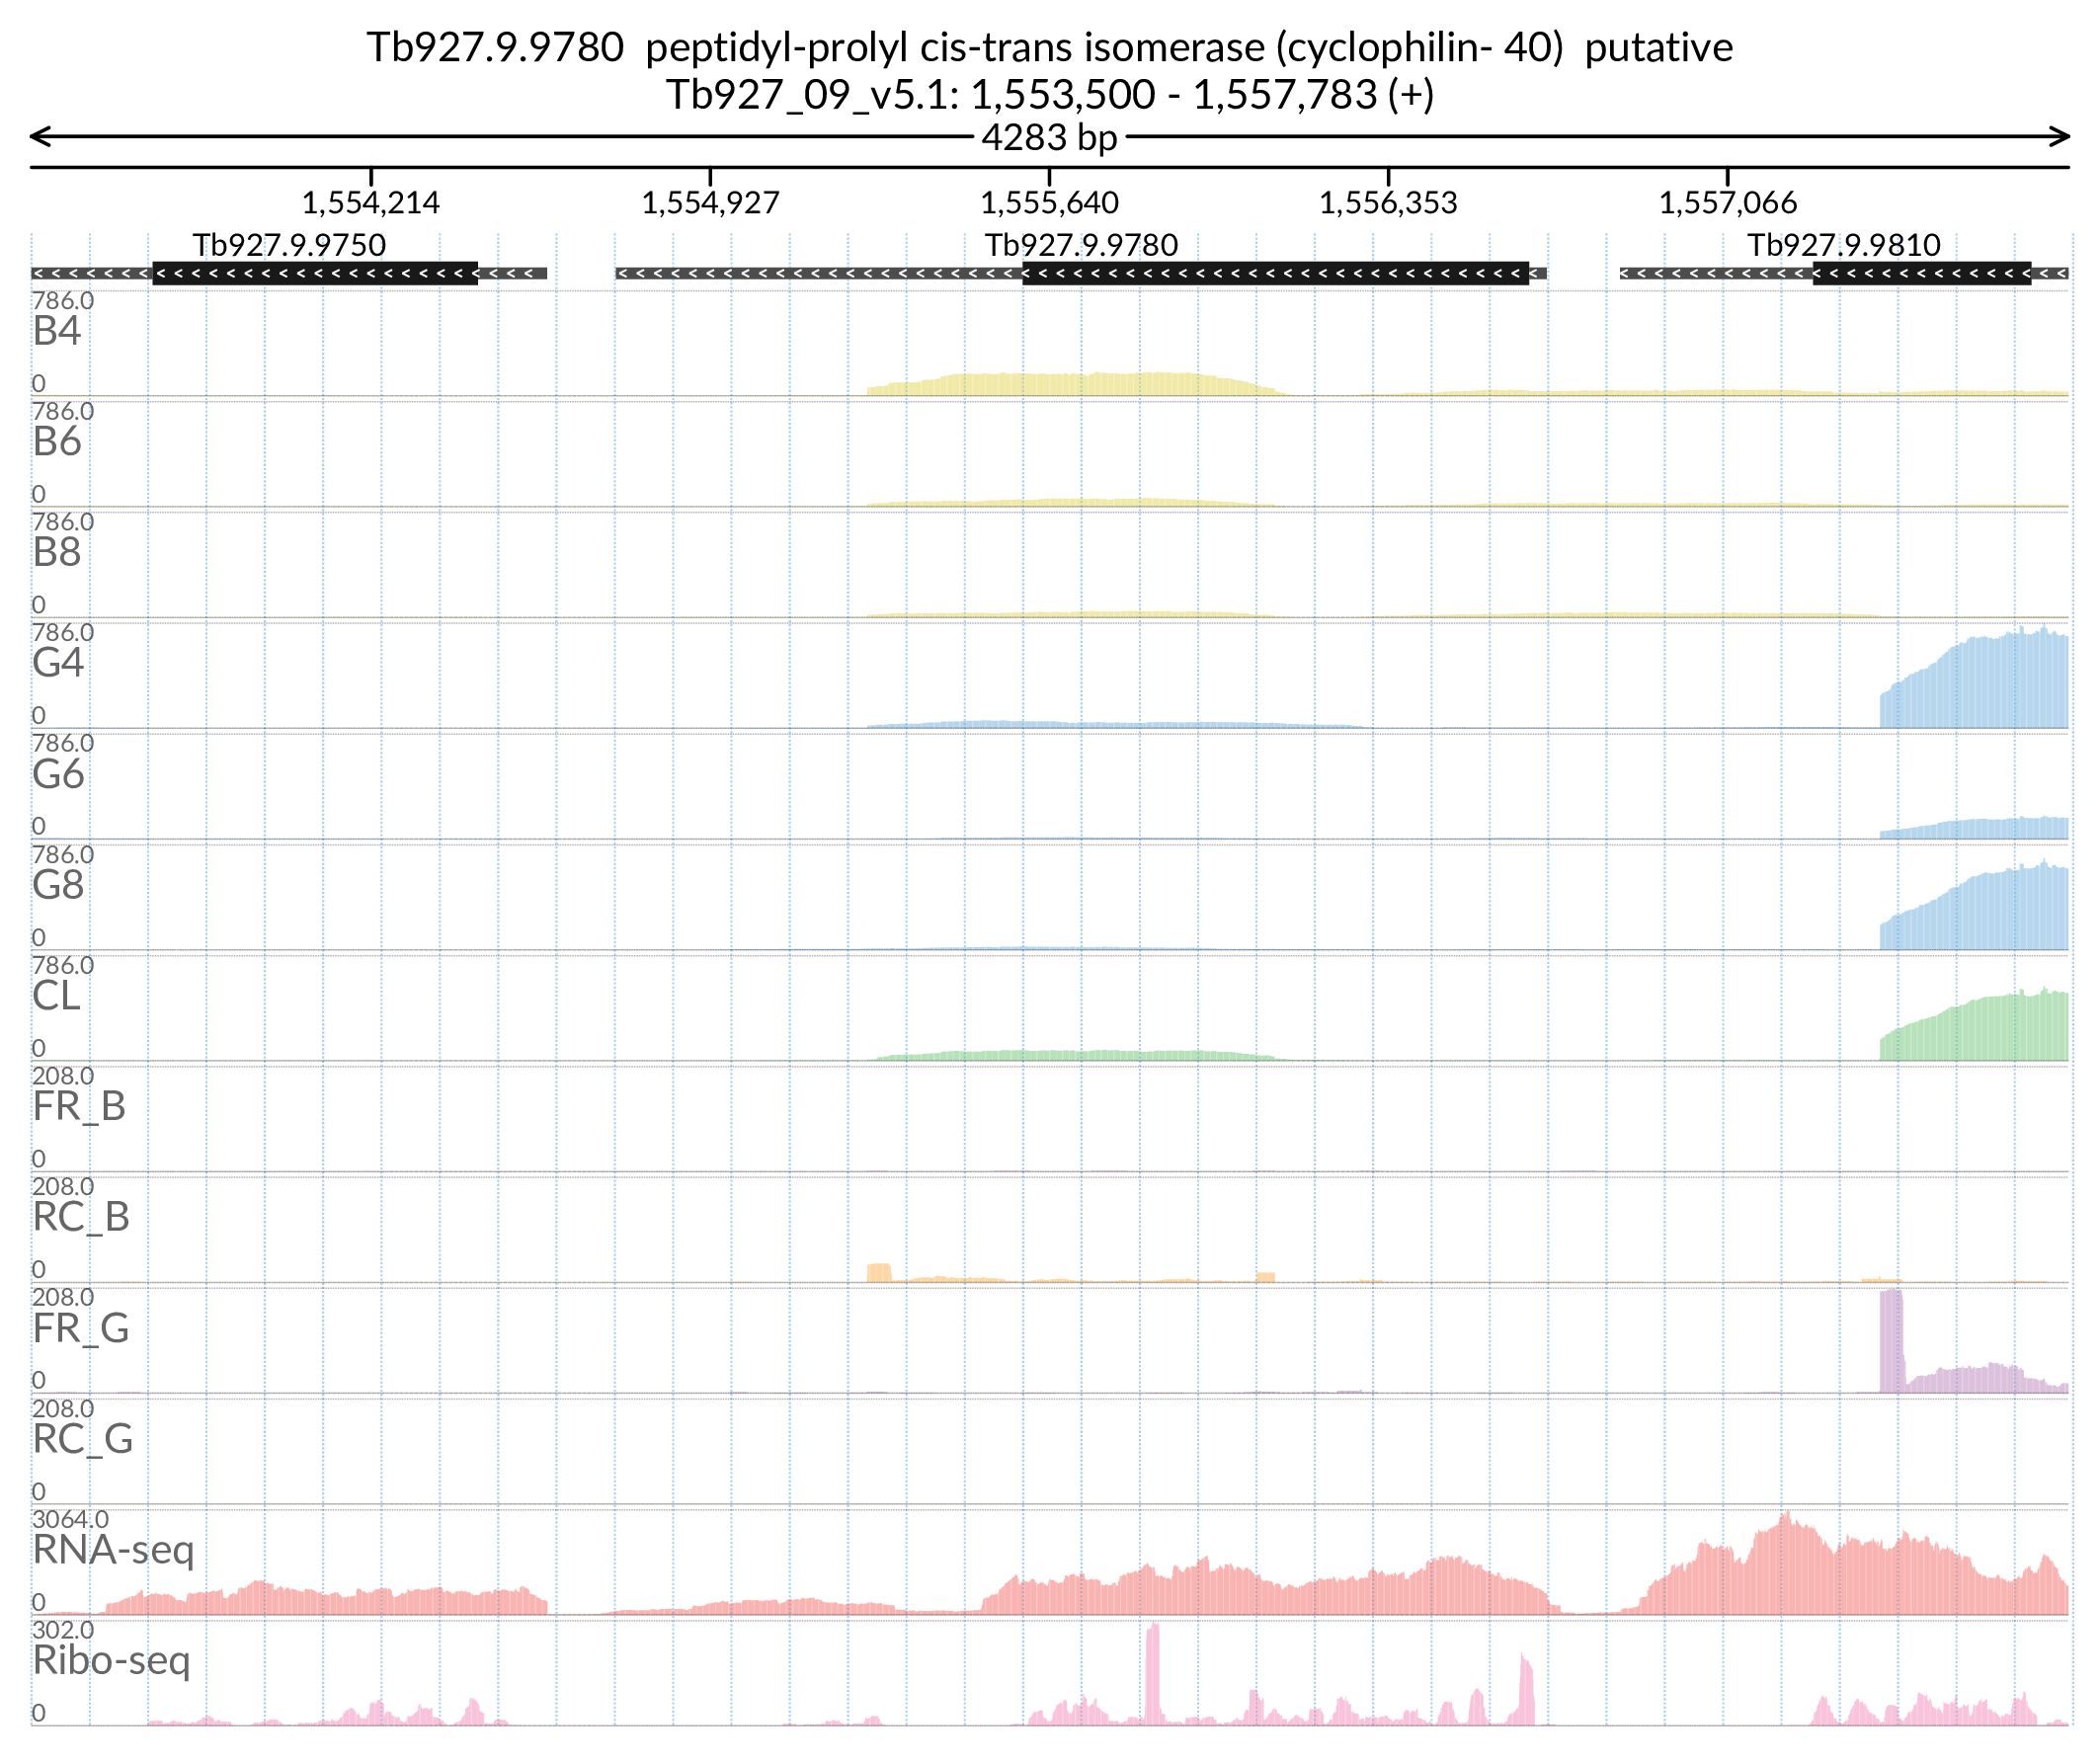 Tb927.9.9780 peptidyl-prolyl cis-trans isomerase (cyclophilin- 40) putative
Tb927_09_v5.1: 1,553,500 - 1,557,783 (+)
4283 bp
1,554,214 1,554,927 1,555,640 1,556,353 1,557,066
Tb927.9.9750 Tb927.9.9780 Tb927.9.9810
786.0
B4
0
786.0
B6
0
786.0
B8
0
786.0
G4
0
786.0
G6
0
786.0
G8
0
786.0
CL
0
208.0
FR_B
0
208.0
RC_B
0
208.0
FR_G
0
208.0
RC_G
0
3064.0
RNA-seq
0
302.0
Ribo-seq
0